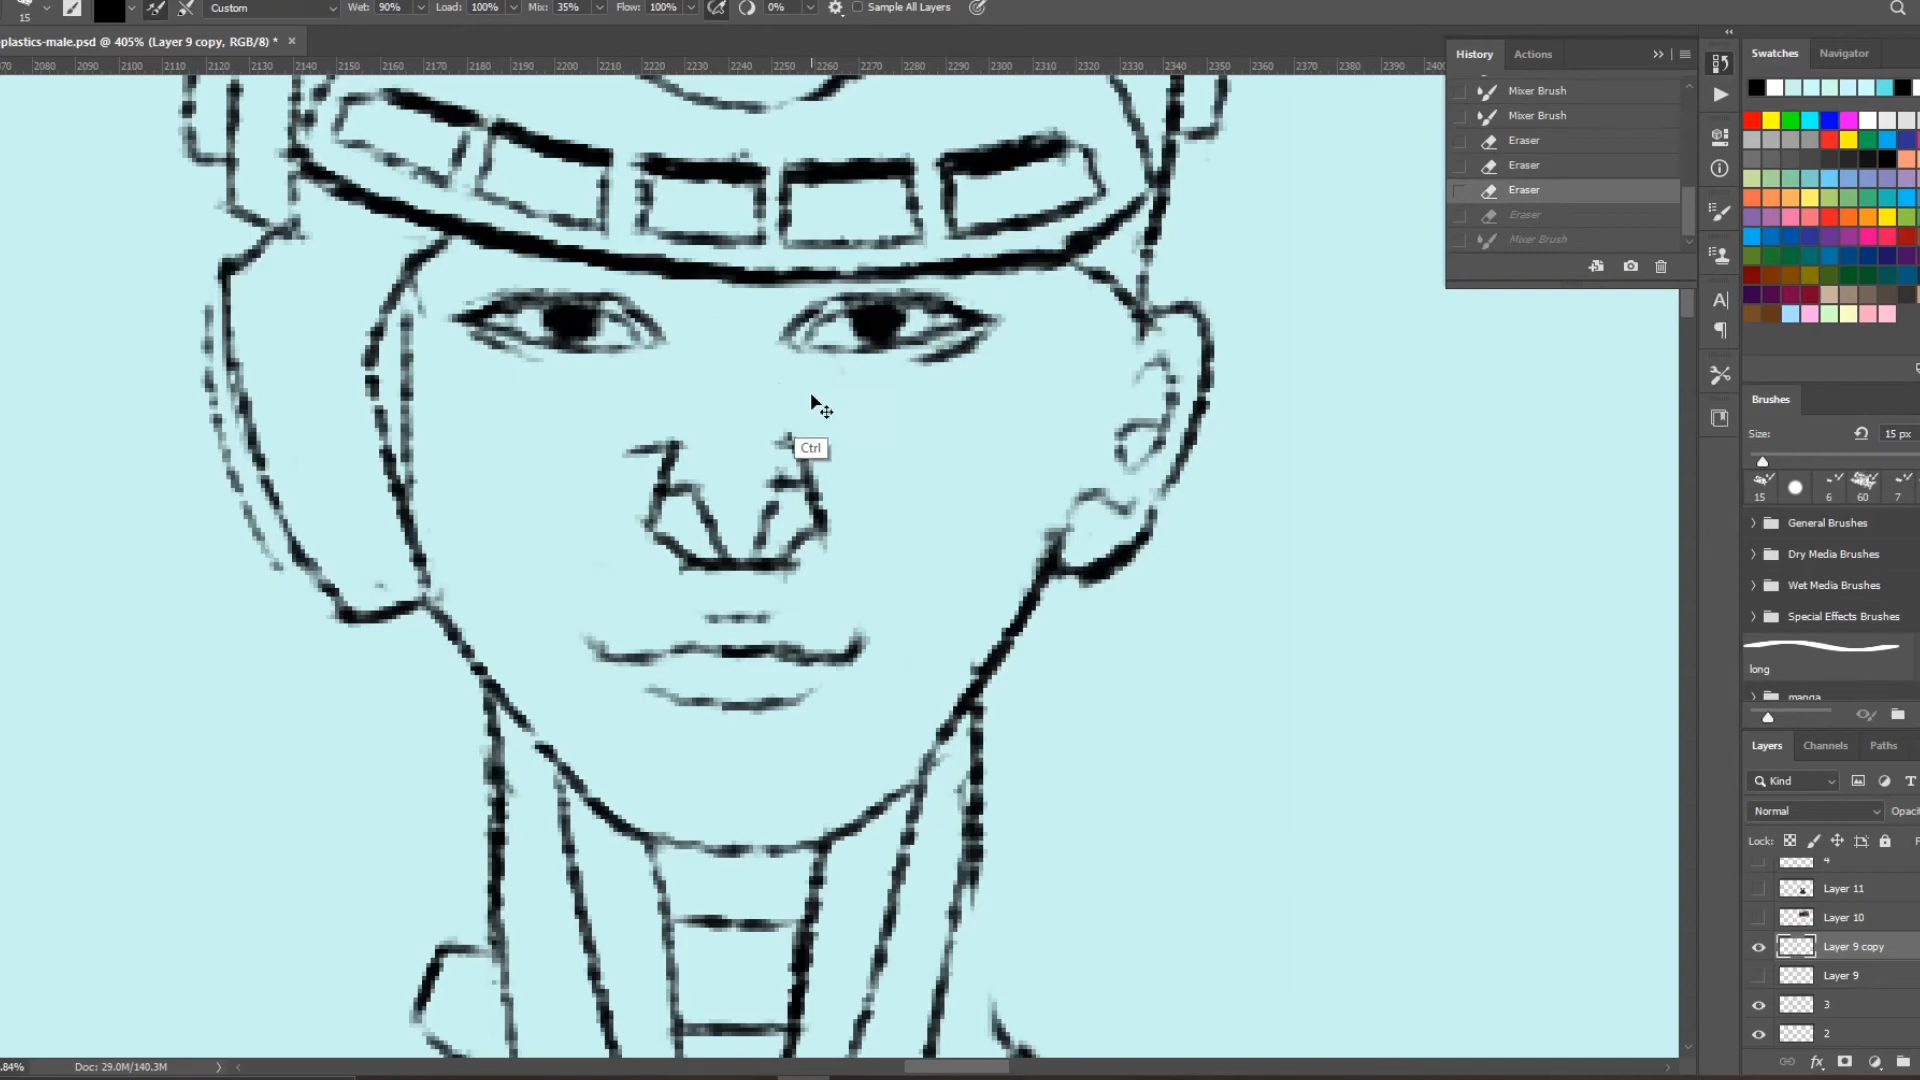 15 Custom Wet: 90% Load: 100% Mix: 35% Flow: 100% 0% Sample All Layers
plastics-male.psd @ 405% (Layer 9 copy, RGB/8) * ×
2080 2090 2100 2110 2120 2130 2140 2150 2160 2170 2180 2190 2200 2210 2220 2230 2240 2250 2260 2270 2280 2290 2300 2310 2320 2330 2340 2350 2360 2370 2380 2390 2400
History Actions
Mixer Brush
Mixer Brush
Eraser
Eraser
Eraser
Eraser
Mixer Brush
Swatches Navigator
Ctrl
Brushes
Size: 15 px
15 6 60 7
General Brushes
Dry Media Brushes
Wet Media Brushes
Special Effects Brushes
long
manga
Layers Channels Paths
Kind
Normal Opaci
Lock: F
4
Layer 11
Layer 10
Layer 9 copy
Layer 9
3
2
.84% Doc: 29.0M/140.3M
fx